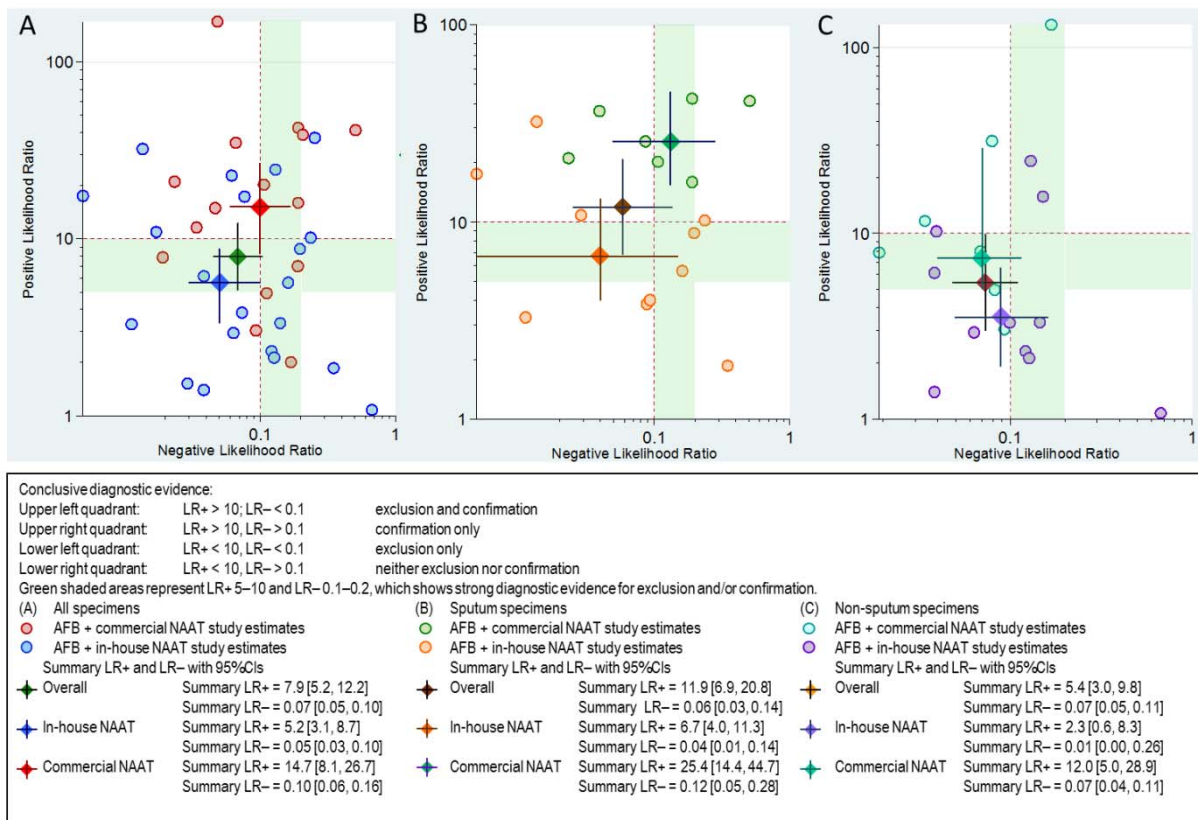 A
B
C
Positive Likelihood Ratio
100
10
1
0.1
1
Negative Likelihood Ratio
Positive Likelihood Ratio
100
10
1
0.1
1
Negative Likelihood Ratio
Positive Likelihood Ratio
100
10
1
0.1
1
Negative Likelihood Ratio
Conclusive diagnostic evidence:
Upper left quadrant: LR+ > 10; LR– < 0.1 exclusion and confirmation
Upper right quadrant: LR+ > 10, LR– > 0.1 confirmation only
Lower left quadrant: LR+ < 10, LR– < 0.1 exclusion only
Lower right quadrant: LR+ < 10, LR– > 0.1 neither exclusion nor confirmation
Green shaded areas represent LR+ 5–10 and LR– 0.1–0.2, which shows strong diagnostic evidence for exclusion and/or confirmation.
(A) All specimens
AFB + commercial NAAT study estimates
AFB + in-house NAAT study estimates
Summary LR+ and LR– with 95%CIs
Overall Summary LR+ = 7.9 [5.2, 12.2]
Summary LR– = 0.07 [0.05, 0.10]
In-house NAAT Summary LR+ = 5.2 [3.1, 8.7]
Summary LR– = 0.05 [0.03, 0.10]
Commercial NAAT Summary LR+ = 14.7 [8.1, 26.7]
Summary LR– = 0.10 [0.06, 0.16]
(B) Sputum specimens
AFB + commercial NAAT study estimates
AFB + in-house NAAT study estimates
Summary LR+ and LR– with 95%CIs
Overall Summary LR+ = 11.9 [6.9, 20.8]
Summary LR– = 0.06 [0.03, 0.14]
In-house NAAT Summary LR+ = 6.7 [4.0, 11.3]
Summary LR– = 0.04 [0.01, 0.14]
Commercial NAAT Summary LR+ = 25.4 [14.4, 44.7]
Summary LR– = 0.12 [0.05, 0.28]
(C) Non-sputum specimens
AFB + commercial NAAT study estimates
AFB + in-house NAAT study estimates
Summary LR+ and LR– with 95%CIs
Overall Summary LR+ = 5.4 [3.0, 9.8]
Summary LR– = 0.07 [0.05, 0.11]
In-house NAAT Summary LR+ = 2.3 [0.6, 8.3]
Summary LR– = 0.01 [0.00, 0.26]
Commercial NAAT Summary LR+ = 12.0 [5.0, 28.9]
Summary LR– = 0.07 [0.04, 0.11]